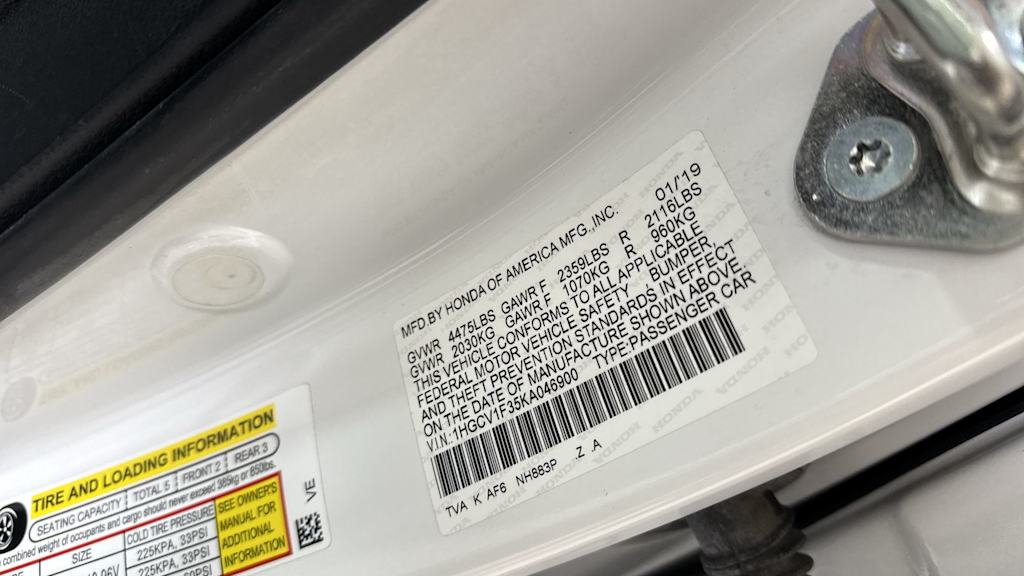 MFD BY HONDA OF AMERICA MFG.,INC. 01/19
GVWR 4475LBS GAWR F 2359LBS R 2116LBS
GVWR 2030KG GAWR F 1070KG R 960KG
THIS VEHICLE CONFORMS TO ALL APPLICABLE
FEDERAL MOTOR VEHICLE SAFETY, BUMPER,
AND THEFT PREVENTION STANDARDS IN EFFECT
ON THE DATE OF MANUFACTURE SHOWN ABOVE.
V.I.N.:1HGCV1F35KA046900 TYPE:PASSENGER CAR
TVA K AF6 NH883P Z A
TIRE AND LOADING INFORMATION
SEATING CAPACITY TOTAL 5 FRONT 2 REAR 3
combined weight of occupants and cargo should never exceed 385kg or 850lbs.
SIZE COLD TIRE PRESSURE
225KPA, 33PSI
225KPA, 33PSI
60PSI
SEE OWNER'S
MANUAL FOR
ADDITIONAL
INFORMATION
VE
HONDA